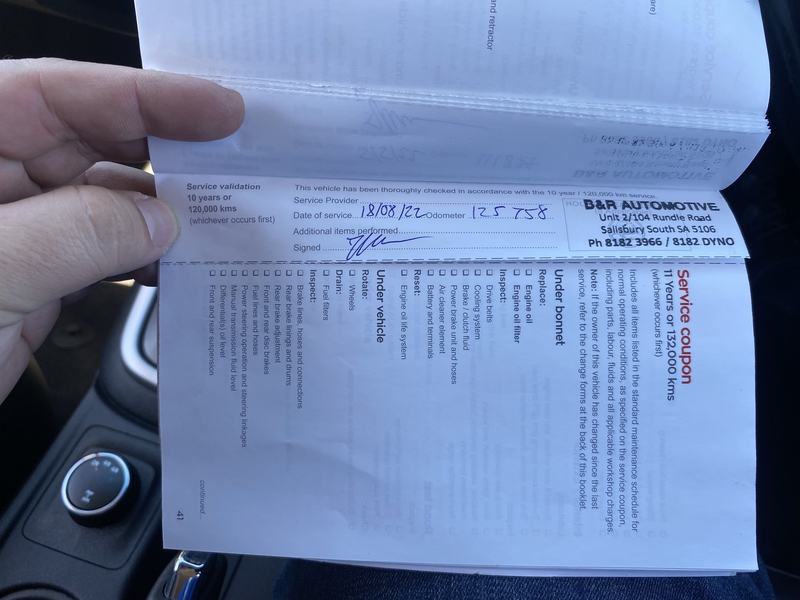 and retractor
Service validation
10 years or
120,000 kms
(whichever occurs first)
This vehicle has been thoroughly checked in accordance with the 10 year / 120,000 km service.
Service Provider
Date of service 18/08/22 Odometer 125 758
Additional items performed
Signed
B&R AUTOMOTIVE
Unit 2/104 Rundle Road
Salisbury South SA 5106
Ph 8182 3966 / 8182 DYNO
Service coupon
11 Years or 132,000 kms
(whichever occurs first)
Includes all items listed in the standard maintenance schedule for
normal operating conditions, as specified on the service coupon,
including parts, labour, fluids and all applicable workshop charges.
Note: If the owner of this vehicle has changed since the last
service, refer to the change forms at the back of this booklet.
Under bonnet
Replace:
❑ Engine oil
❑ Engine oil filter
Inspect:
❑ Drive belts
❑ Cooling system
❑ Brake / clutch fluid
❑ Power brake unit and hoses
❑ Air cleaner element
❑ Battery and terminals
Reset:
❑ Engine oil life system
Under vehicle
Rotate:
❑ Wheels
Drain:
❑ Fuel filters
Inspect:
❑ Brake lines, hoses and connections
❑ Rear brake linings and drums
❑ Rear brake adjustment
❑ Front and rear disc brakes
❑ Fuel lines and hoses
❑ Power steering operation and steering linkages
❑ Manual transmission fluid level
❑ Differential(s) oil level
❑ Front and rear suspension
continued...
41